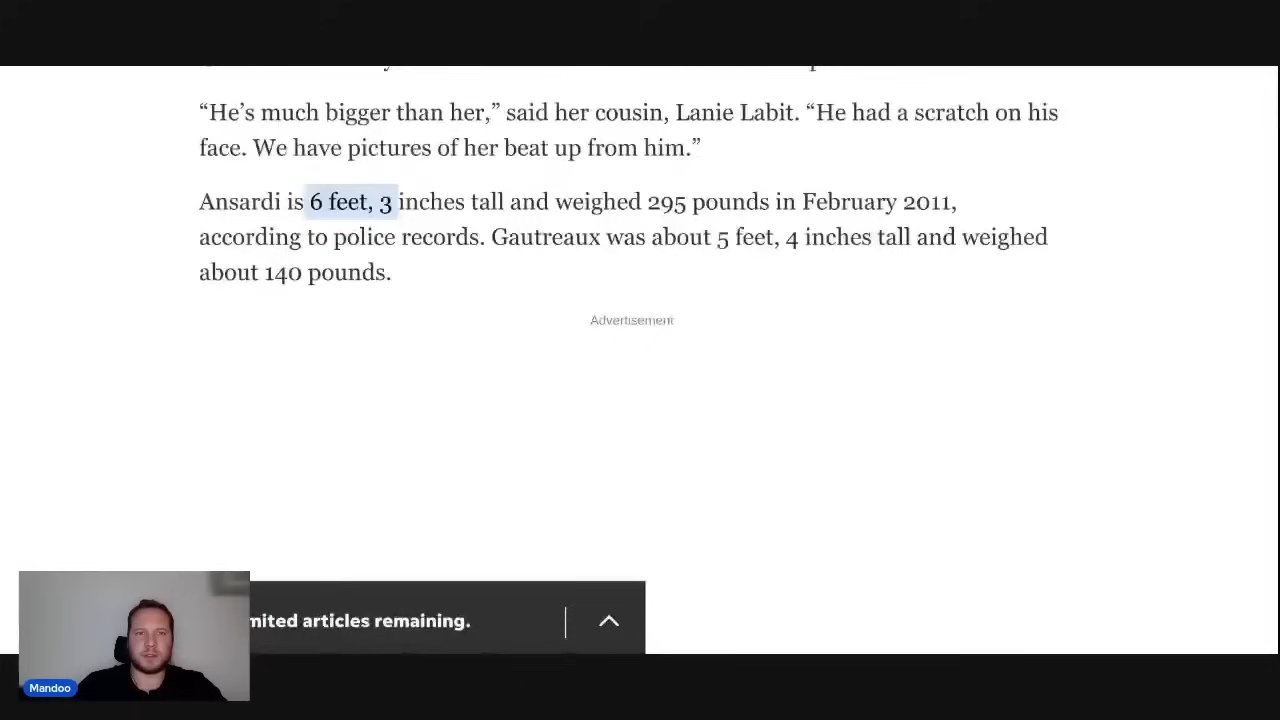 “He’s much bigger than her,” said her cousin, Lanie Labit. “He had a scratch on his
face. We have pictures of her beat up from him.”
Ansardi is 6 feet, 3 inches tall and weighed 295 pounds in February 2011,
according to police records. Gautreaux was about 5 feet, 4 inches tall and weighed
about 140 pounds.
Advertisement
articles remaining.
Mandoo